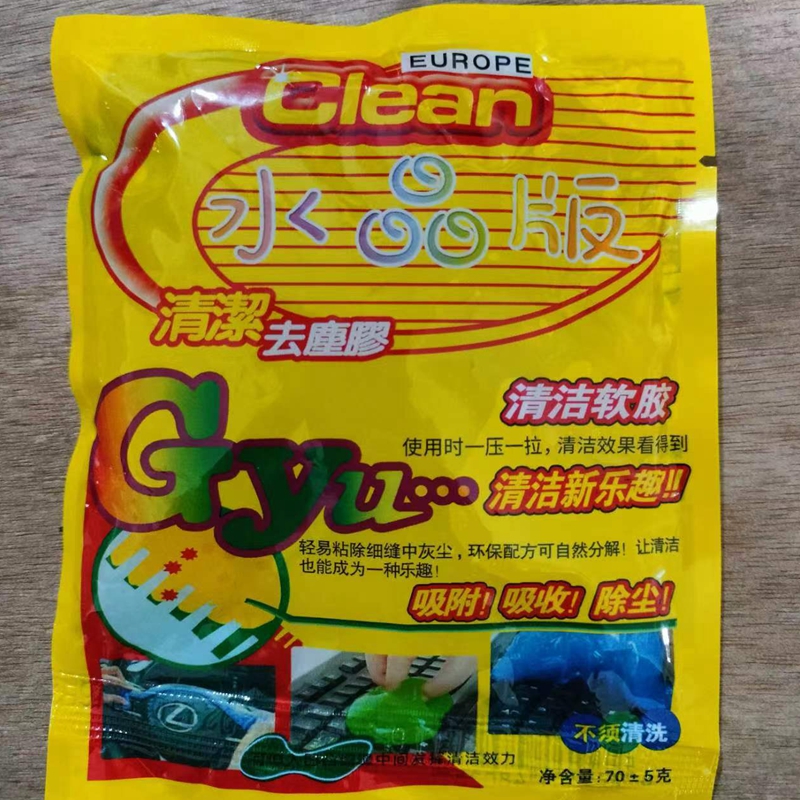 EUROPE
Clean
水晶版
清潔
去塵膠
清洁软胶
使用时一压一拉，清洁效果看得到
Gyu...
清洁新乐趣!!
轻易粘除细缝中灰尘，环保配方可自然分解！让清洁
也能成为一种乐趣！
吸附！吸收！除尘！
不须清洗
清洁效力
净含量：70±5克